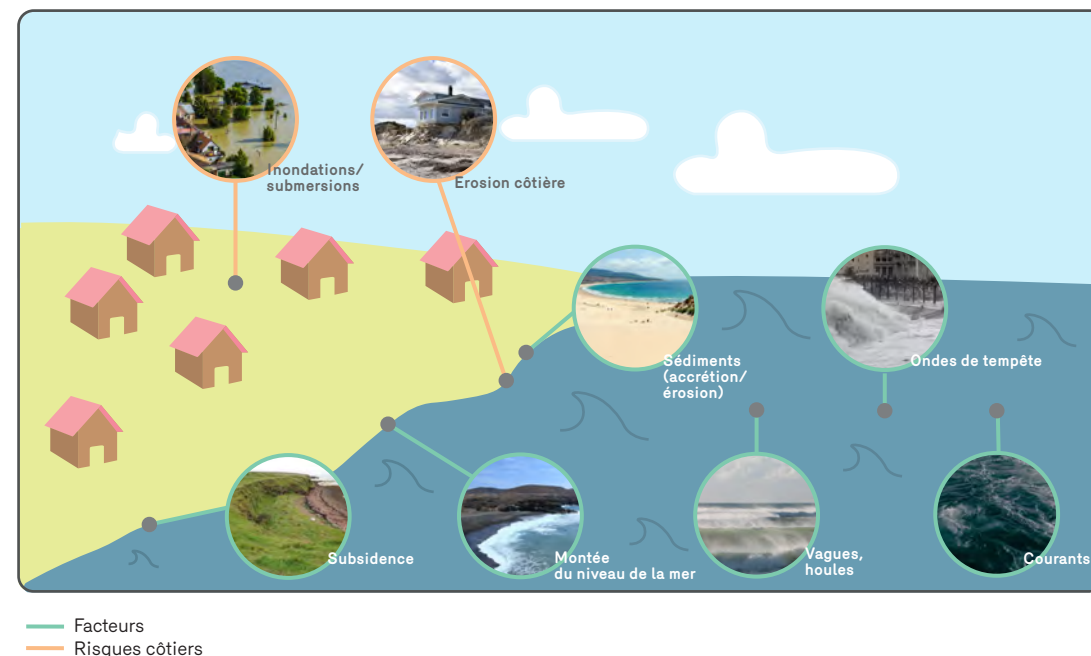 Inondations/
submersions
Erosion côtière
Sédiments
(accrétion/
érosion)
Ondes de tempête
Subsidence
Montée
du niveau de la mer
Vagues,
houles
Courants
Facteurs
Risques côtiers